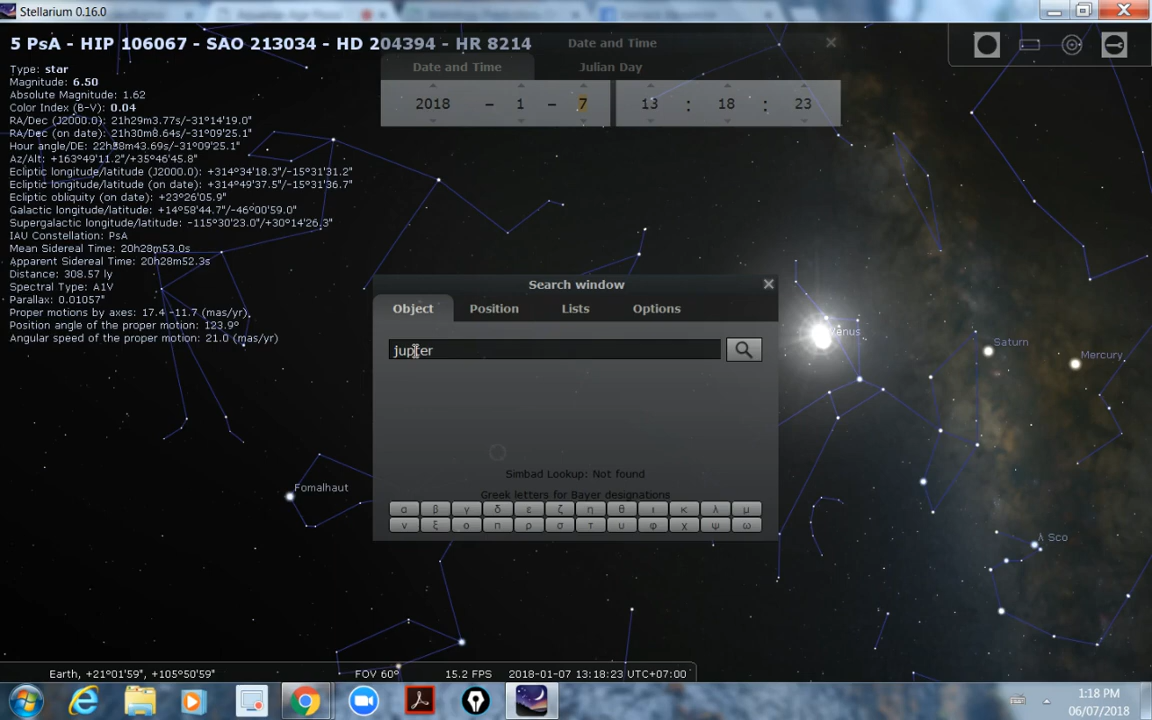 Stellarium 0.16.0
5 PsA - HIP 106067 - SAO 213034 - HD 204394 - HR 8214
Type: star
Magnitude: 6.50
Absolute Magnitude: 1.62
Color Index (B-V): 0.04
RA/Dec (J2000.0): 21h29m3.77s/-31°14'19.0"
RA/Dec (on date): 21h30m8.64s/-31°09'25.1"
Hour angle/DE: 22h58m43.69s/-31°09'25.1"
Az/Alt: +163°49'11.2"/+35°46'45.8"
Ecliptic longitude/latitude (J2000.0): +314°34'18.3"/-15°31'31.2"
Ecliptic longitude/latitude (on date): +314°49'37.5"/-15°31'36.7"
Ecliptic obliquity (on date): +23°26'05.9"
Galactic longitude/latitude: +14°58'44.7"/-46°00'59.0"
Supergalactic longitude/latitude: -115°30'23.0"/+30°14'26.3"
IAU Constellation: PsA
Mean Sidereal Time: 20h28m53.0s
Apparent Sidereal Time: 20h28m52.3s
Distance: 308.57 ly
Spectral Type: A1V
Parallax: 0.01057"
Proper motions by axes: 17.4 -11.7 (mas/yr)
Position angle of the proper motion: 123.9°
Angular speed of the proper motion: 21.0 (mas/yr)
Date and Time
Date and Time Julian Day
2018 - 1 - 7 13 : 18 : 23
Search window
Object Position Lists Options
Simbad Lookup: Not found
Greek letters for Bayer designations
α β γ δ ε ζ η θ ι κ λ μ
ν ξ ο π ρ σ τ υ φ χ ψ ω
Saturn
Mercury
Fomalhaut
λ Sco
Earth, +21°01'59", +105°50'59" FOV 60° 15.2 FPS 2018-01-07 13:18:23 UTC+07:00
1:18 PM
06/07/2018